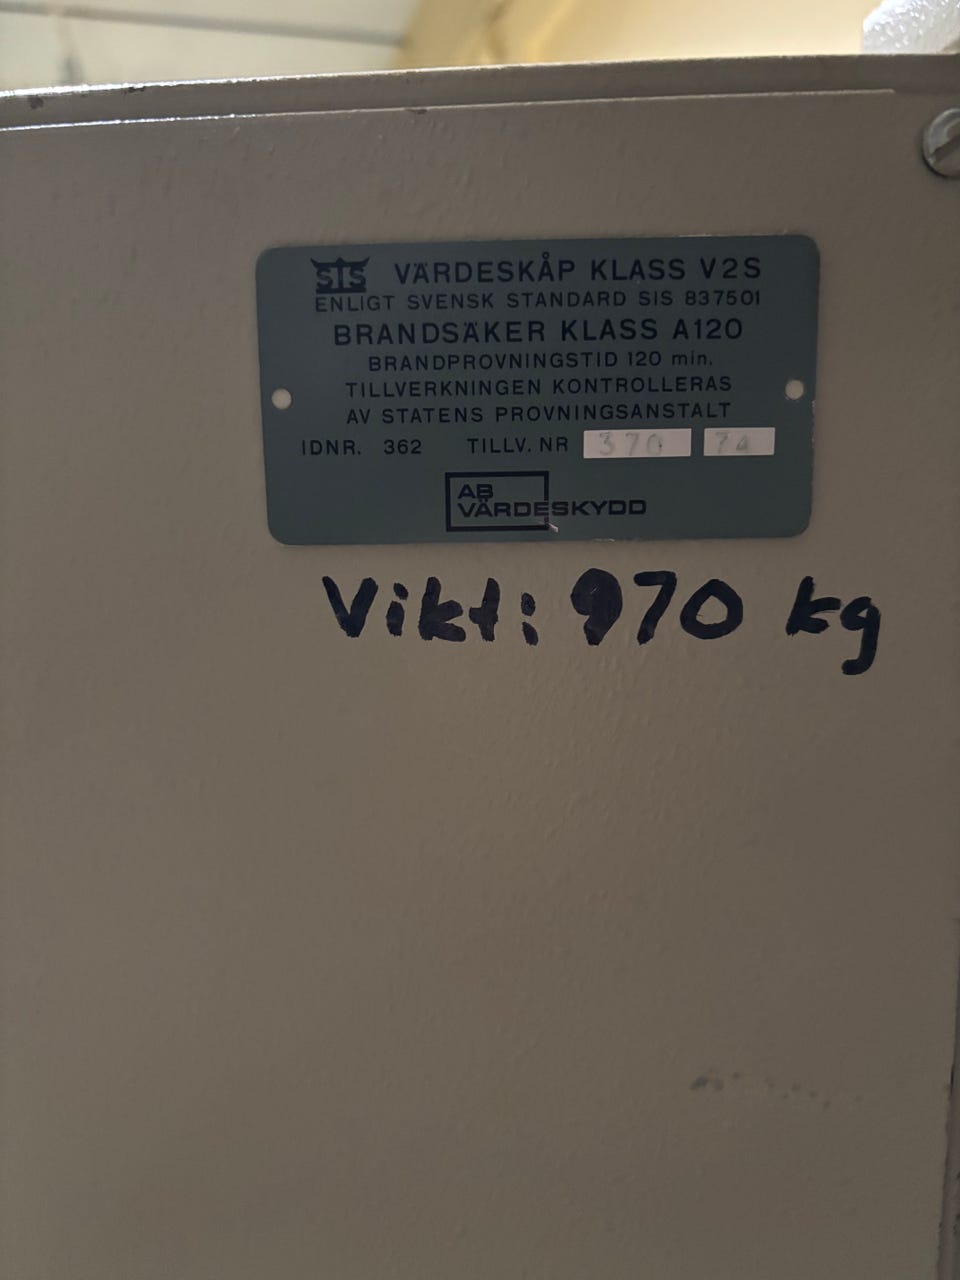 SIS VÄRDESKÅP KLASS V2S
ENLIGT SVENSK STANDARD SIS 837501
BRANDSÄKER KLASS A120
BRANDPROVNINGSTID 120 min.
TILLVERKNINGEN KONTROLLERAS
AV STATENS PROVNINGSANSTALT
IDNR. 362 TILLV. NR 370 74
AB
VÄRDESKYDD
Vikt: 970 kg